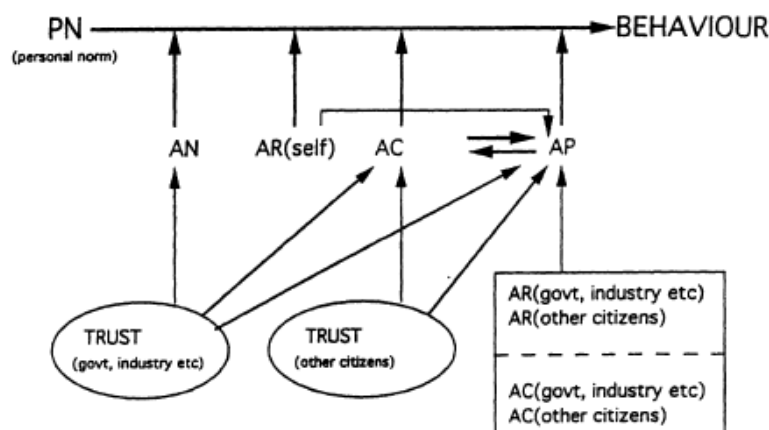 PN
BEHAVIOUR
(personal norm)
AN
AR(self)
AC
AP
TRUST
(govt, industry etc)
TRUST
(other citizens)
AR(govt, industry etc)
AR(other citizens)
AC(govt, industry etc)
AC(other citizens)